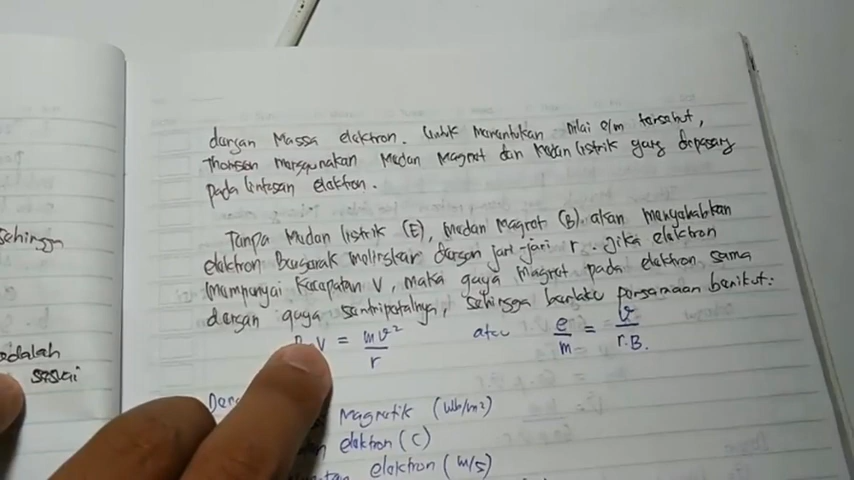 sehingga
adalah
sesuai
dengan Massa elektron. Untuk Menentukan Nilai e/m tersebut,
Thomson menggunakan Medan Magnet dan Medan listrik yang dipasang
pada lintasan elektron.
Tanpa Medan listrik (E), Medan Magnet (B) akan menyebabkan
elektron Bergerak melingkar dengan jari-jari r. Jika elektron
Mempunyai Kecepatan V, maka gaya Magnet pada elektron sama
dengan gaya sentripetalnya, sehingga berlaku persamaan berikut:
V = mv²/r atau e/m = v/r.B.
Magnetik (Wb/m²)
elektron (C)
elektron (m/s)